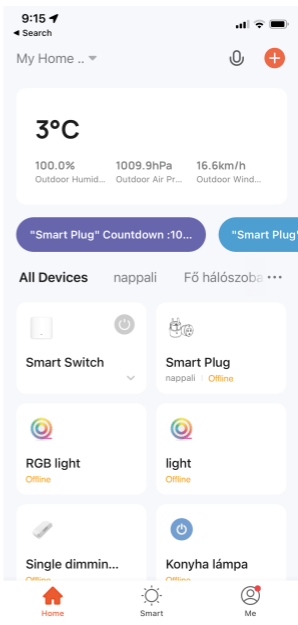 9:15
◀ Search
My Home .. ▼
3°C
100.0% 1009.9hPa 16.6km/h
Outdoor Humid... Outdoor Air Pr... Outdoor Wind...
"Smart Plug" Countdown :10... "Smart Plug"
All Devices nappali Fő hálószoba ···
Smart Switch Smart Plug
nappali | Offline
RGB light light
Offline Offline
Single dimmin... Konyha lámpa
Offline Offline
Home Smart Me